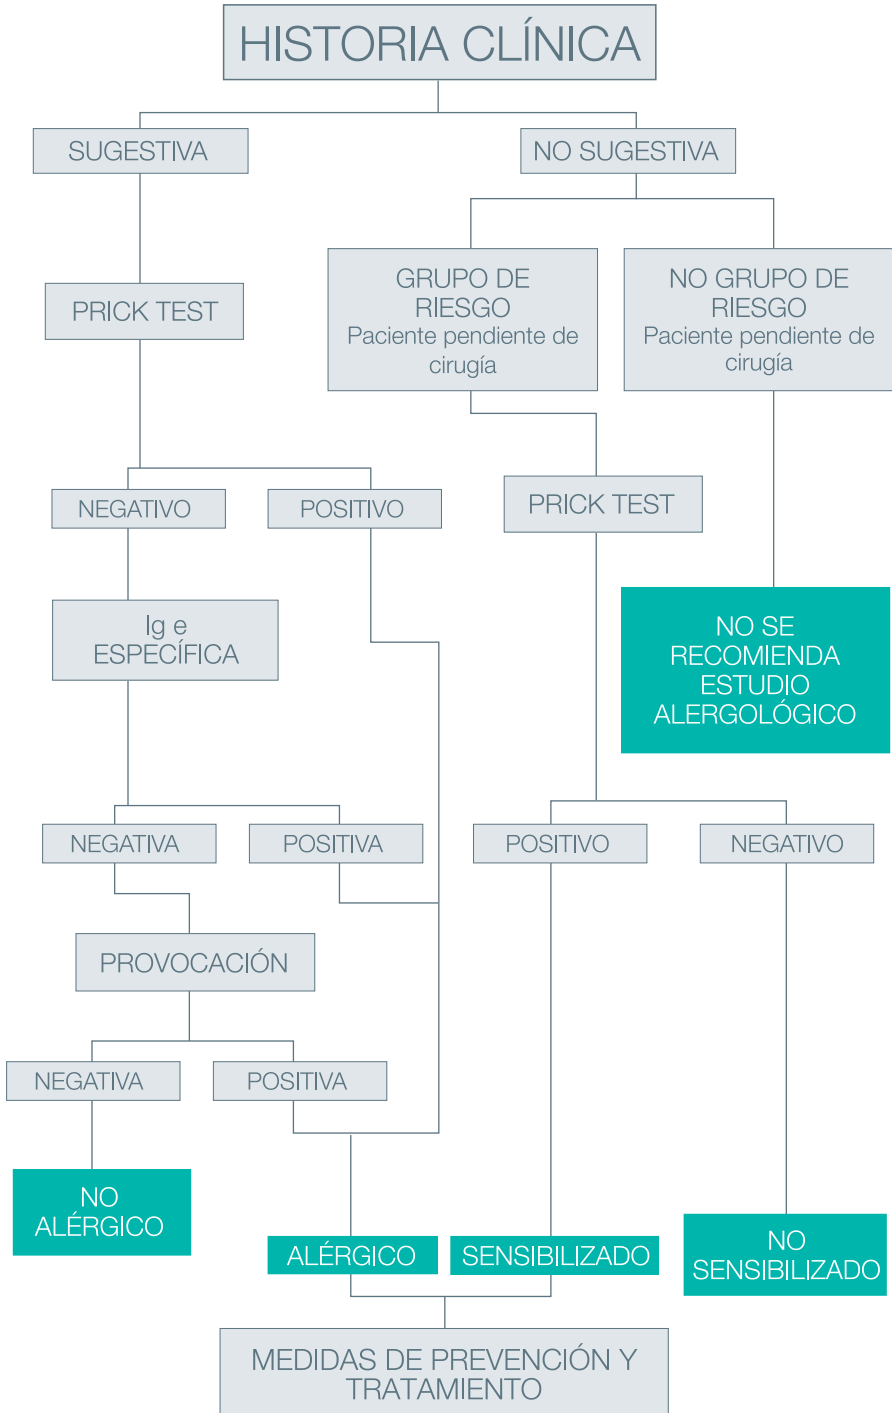 HISTORIA CLÍNICA
SUGESTIVA
NO SUGESTIVA
GRUPO DE
RIESGO
Paciente pendiente de
cirugía
NO GRUPO DE
RIESGO
Paciente pendiente de
cirugía
PRICK TEST
NEGATIVO
POSITIVO
PRICK TEST
Ig e
ESPECÍFICA
NO SE
RECOMIENDA
ESTUDIO
ALERGOLÓGICO
NEGATIVA
POSITIVA
POSITIVO
NEGATIVO
PROVOCACIÓN
NEGATIVA
POSITIVA
NO
ALÉRGICO
ALÉRGICO
SENSIBILIZADO
NO
SENSIBILIZADO
MEDIDAS DE PREVENCIÓN Y
TRATAMIENTO